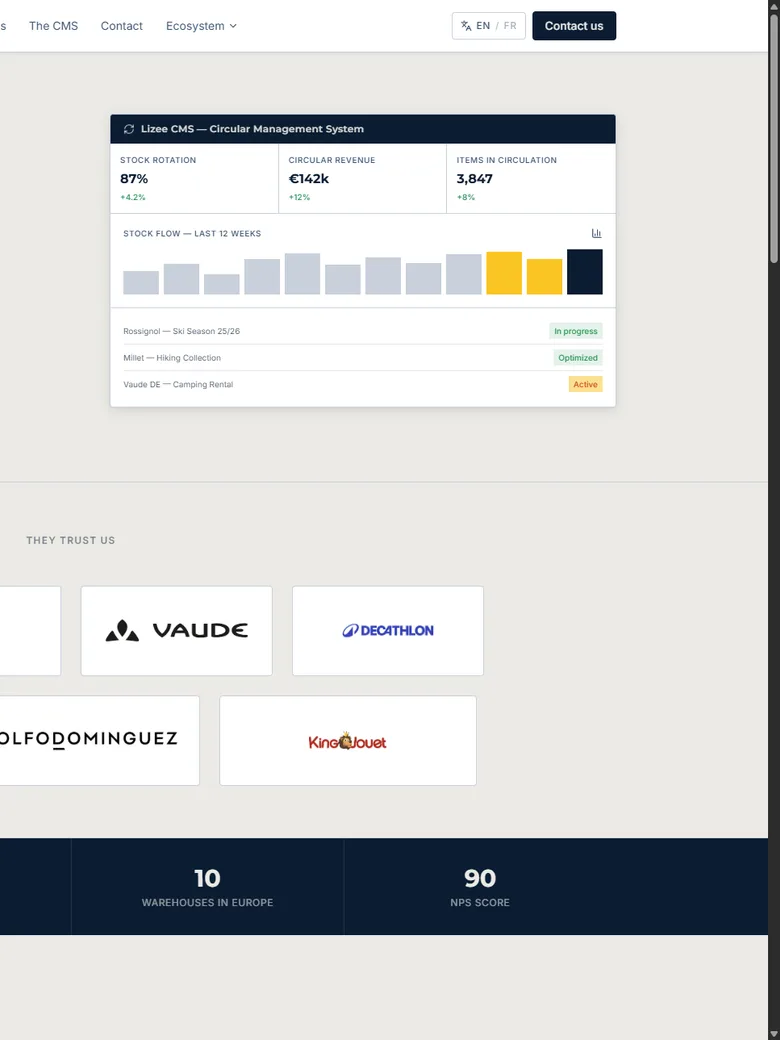 s The CMS Contact Ecosystem EN / FR Contact us
Lizee CMS — Circular Management System
STOCK ROTATION CIRCULAR REVENUE ITEMS IN CIRCULATION
87% €142k 3,847
+4.2% +12% +8%
STOCK FLOW — LAST 12 WEEKS
Rossignol — Ski Season 25/26 In progress
Millet — Hiking Collection Optimized
Vaude DE — Camping Rental Active
THEY TRUST US
VAUDE DECATHLON
OLFODOMINGUEZ King Jouet
10 90
WAREHOUSES IN EUROPE NPS SCORE